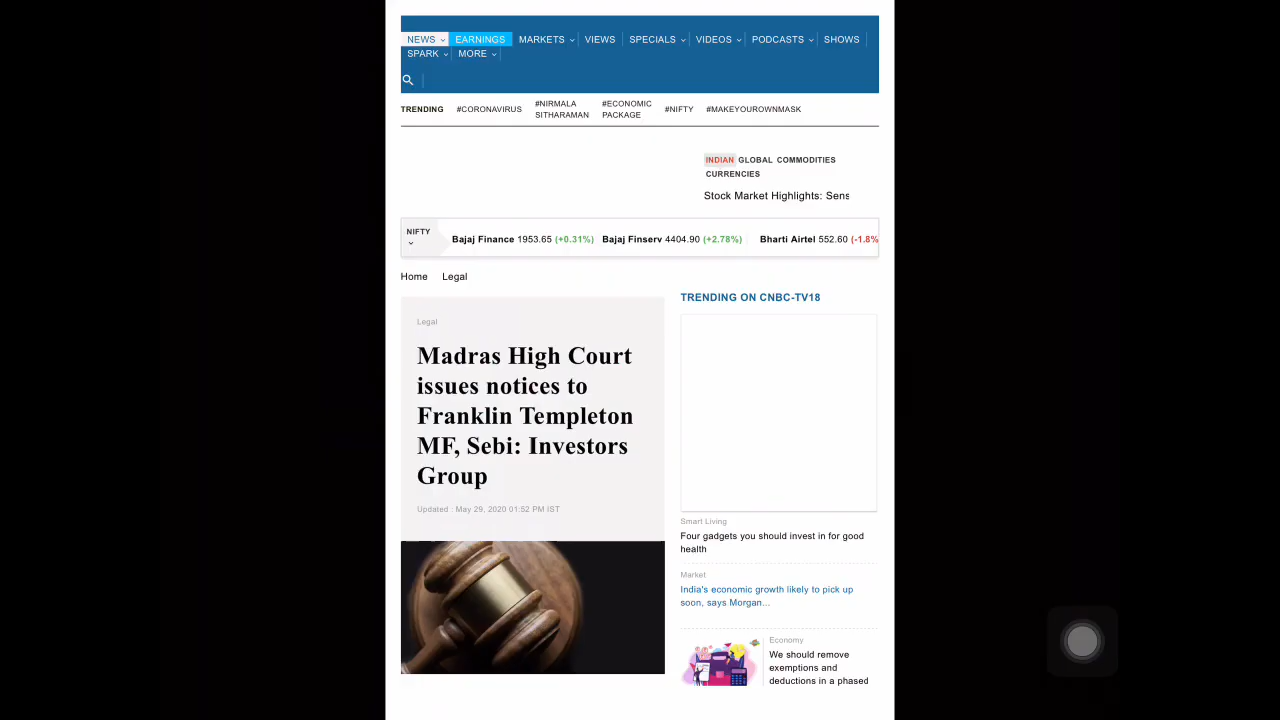 NEWS EARNINGS MARKETS VIEWS SPECIALS VIDEOS PODCASTS SHOWS
SPARK MORE
TRENDING #CORONAVIRUS #NIRMALA SITHARAMAN #ECONOMIC PACKAGE #NIFTY #MAKEYOUROWNMASK
INDIAN GLOBAL COMMODITIES
CURRENCIES
Stock Market Highlights: Sens
NIFTY Bajaj Finance 1953.65 (+0.31%) Bajaj Finserv 4404.90 (+2.78%) Bharti Airtel 552.60 (-1.8%
Home Legal
Legal
Madras High Court
issues notices to
Franklin Templeton
MF, Sebi: Investors
Group
Updated : May 29, 2020 01:52 PM IST
TRENDING ON CNBC-TV18
Smart Living
Four gadgets you should invest in for good
health
Market
India's economic growth likely to pick up
soon, says Morgan...
Economy
We should remove
exemptions and
deductions in a phased